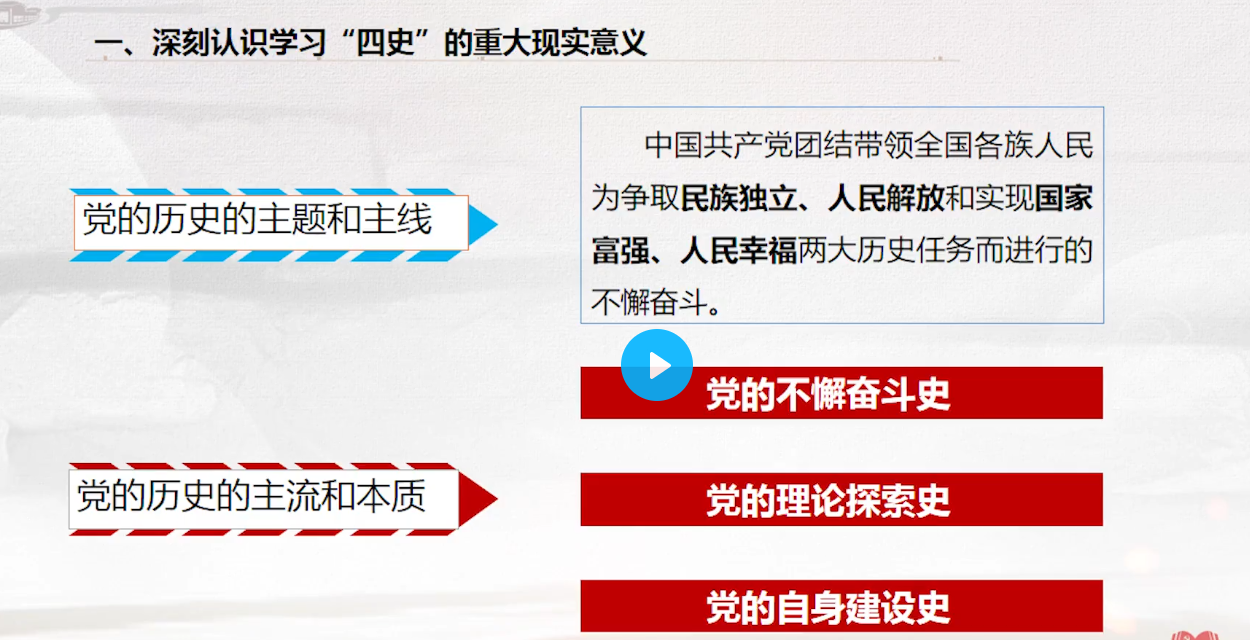 一、深刻认识学习“四史”的重大现实意义
党的历史的主题和主线
中国共产党团结带领全国各族人民
为争取民族独立、人民解放和实现国家
富强、人民幸福两大历史任务而进行的
不懈奋斗。
党的历史的主流和本质
党的不懈奋斗史
党的理论探索史
党的自身建设史